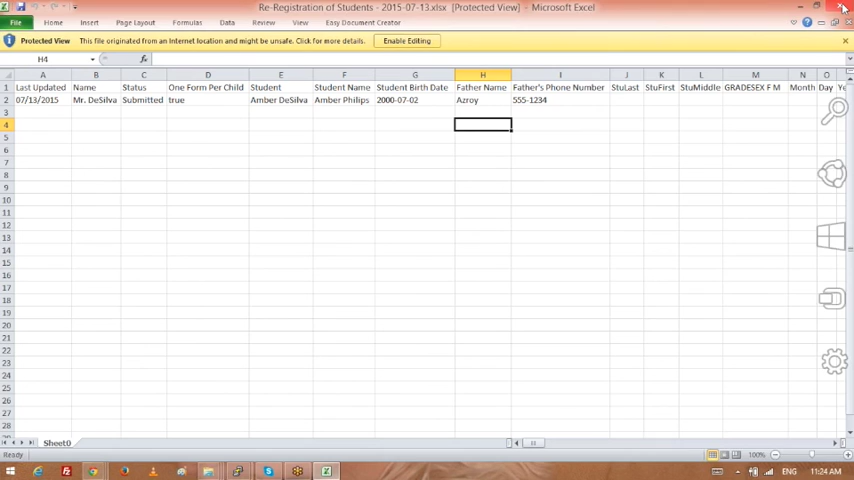 Re-Registration of Students - 2015-07-13.xlsx [Protected View] - Microsoft Excel
File Home Insert Page Layout Formulas Data Review View Easy Document Creator
Protected View This file originated from an Internet location and might be unsafe. Click for more details. Enable Editing
H4 fx
A B C D E F G H I J K L M N O
1 Last Updated Name Status One Form Per Child Student Student Name Student Birth Date Father Name Father's Phone Number StuLast StuFirst StuMiddle GRADESEX F M Month Day Ye
2 07/13/2015 Mr. DeSilva Submitted true Amber DeSilva Amber Philips 2000-07-02 Azroy 555-1234
3
4
5
6
7
8
9
10
11
12
13
14
15
16
17
18
19
20
21
22
23
24
25
26
27
28
Sheet0
Ready 100%
ENG 11:24 AM